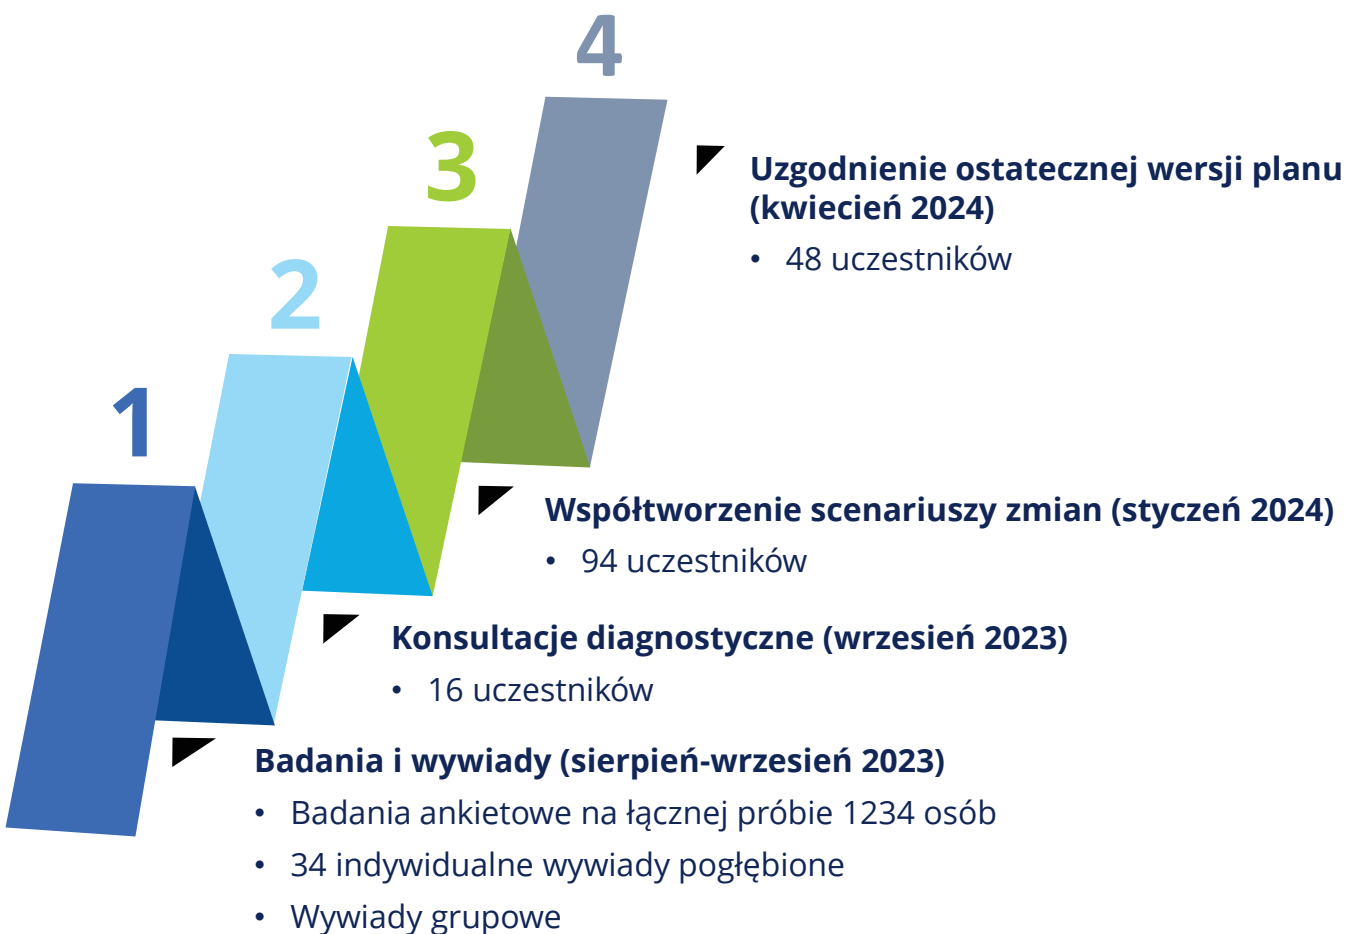 4
Uzgodnienie ostatecznej wersji planu
(kwiecień 2024)
• 48 uczestników
3
Współtworzenie scenariuszy zmian (styczeń 2024)
• 94 uczestników
2
Konsultacje diagnostyczne (wrzesień 2023)
• 16 uczestników
1
Badania i wywiady (sierpień-wrzesień 2023)
• Badania ankietowe na łącznej próbie 1234 osób
• 34 indywidualne wywiady pogłębione
• Wywiady grupowe